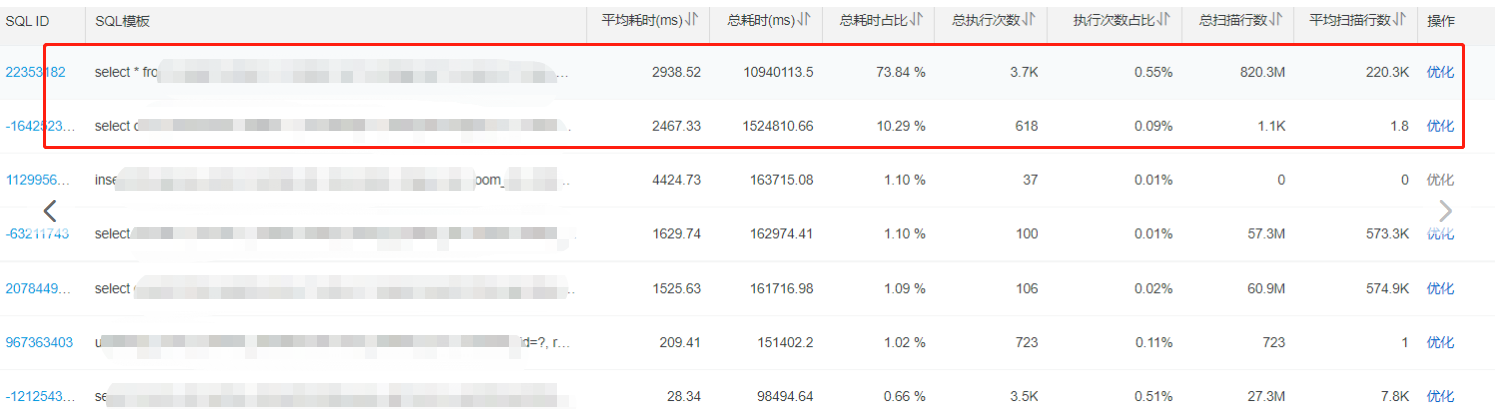 SQL ID SQL模板 平均耗时(ms) 总耗时(ms) 总耗时占比 总执行次数 执行次数占比 总扫描行数 平均扫描行数 操作
22353182 select * fro ... 2938.52 10940113.5 73.84 % 3.7K 0.55% 820.3M 220.3K 优化
-1642523... select 2467.33 1524810.66 10.29 % 618 0.09% 1.1K 1.8 优化
1129956... inse oom_ ... 4424.73 163715.08 1.10 % 37 0.01% 0 0 优化
-63211743 select 1629.74 162974.41 1.10 % 100 0.01% 57.3M 573.3K 优化
2078449... select 1525.63 161716.98 1.09 % 106 0.02% 60.9M 574.9K 优化
967363403 u id=?, r... 209.41 151402.2 1.02 % 723 0.11% 723 1 优化
-1212543... se 28.34 98494.64 0.66 % 3.5K 0.51% 27.3M 7.8K 优化